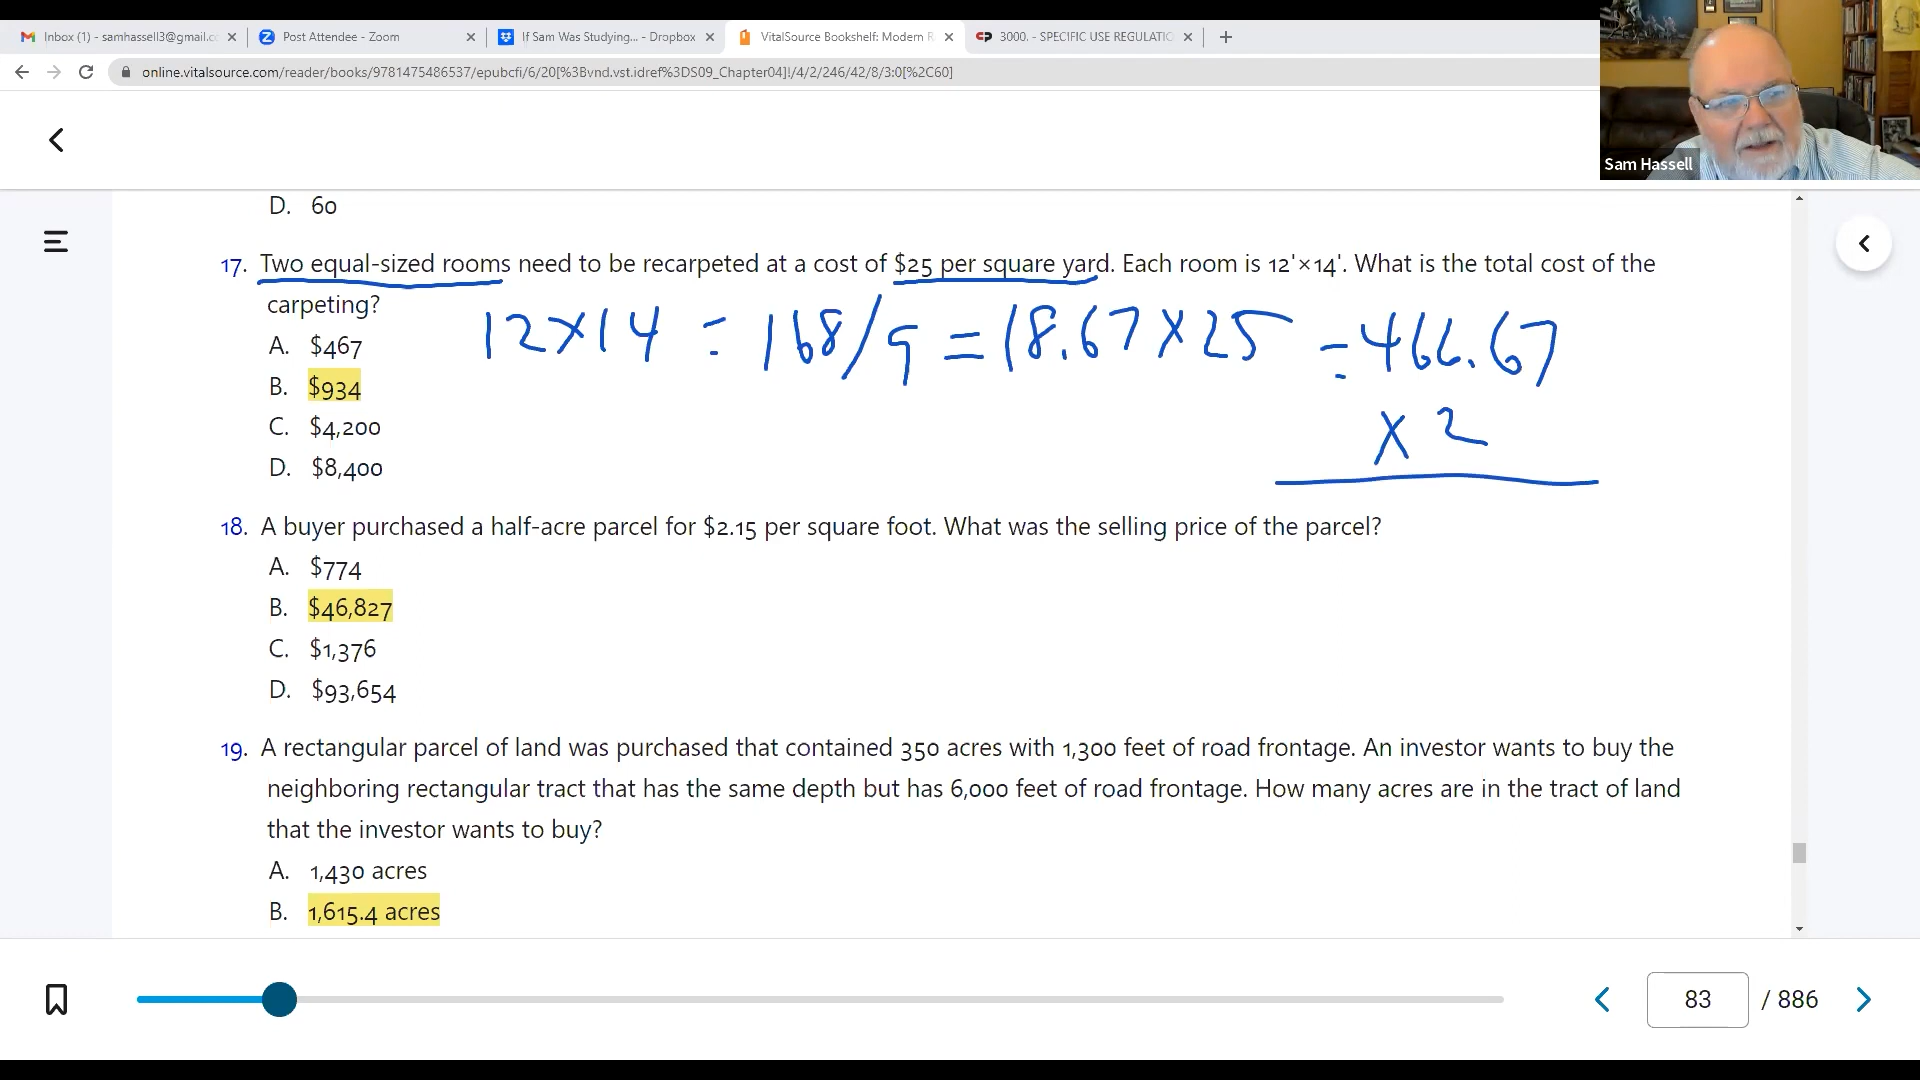 Inbox (1) - samhassell3@gmail.c
Post Attendee - Zoom
If Sam Was Studying... - Dropbox
VitalSource Bookshelf: Modern R
CP 3000. - SPECIFIC USE REGULATIO
online.vitalsource.com/reader/books/9781475486537/epubcfi/6/20[%3Bvnd.vst.idref%3DS09_Chapter04]!/4/2/246/42/8/3:0[%2C60]
Sam Hassell
D. 60
17. Two equal-sized rooms need to be recarpeted at a cost of $25 per square yard. Each room is 12'×14'. What is the total cost of the
carpeting?
12 x 14 = 168/9 = 18.67 x 25 = 466.67
x 2
A. $467
B. $934
C. $4,200
D. $8,400
18. A buyer purchased a half-acre parcel for $2.15 per square foot. What was the selling price of the parcel?
A. $774
B. $46,827
C. $1,376
D. $93,654
19. A rectangular parcel of land was purchased that contained 350 acres with 1,300 feet of road frontage. An investor wants to buy the
neighboring rectangular tract that has the same depth but has 6,000 feet of road frontage. How many acres are in the tract of land
that the investor wants to buy?
A. 1,430 acres
B. 1,615.4 acres
83 / 886